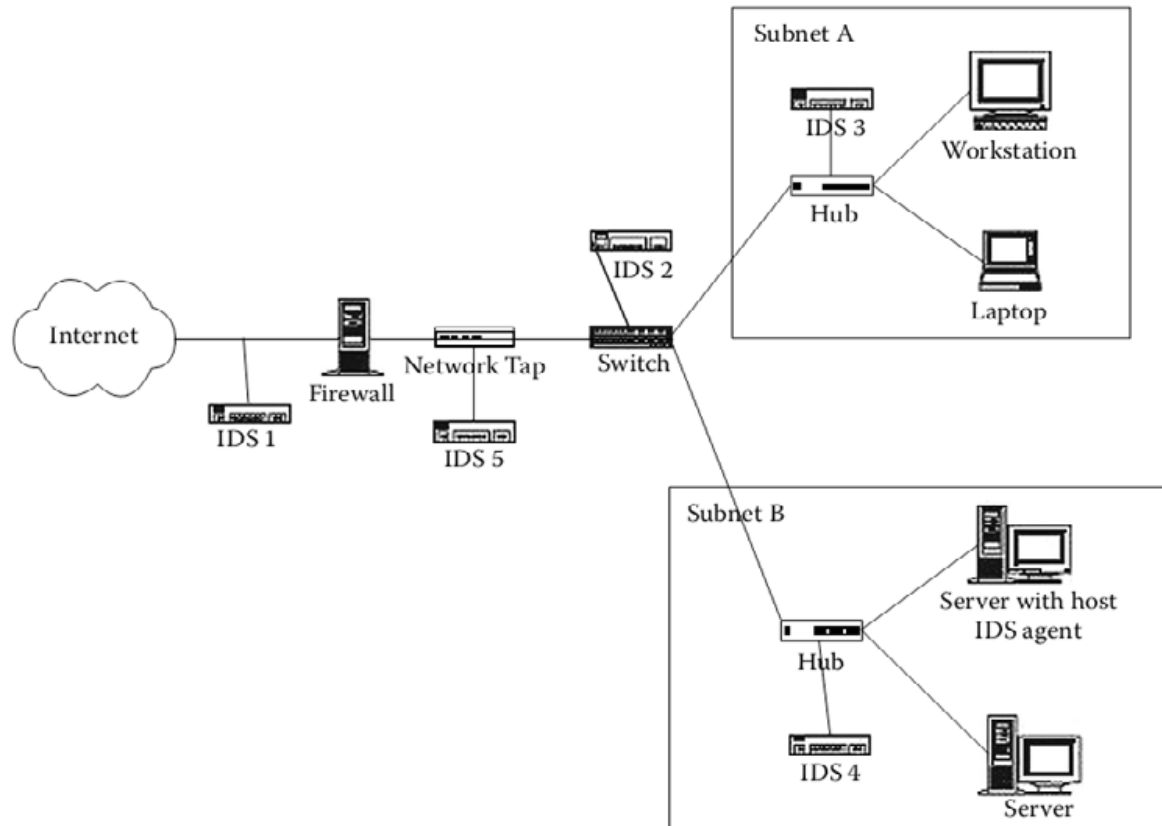 Subnet A
IDS 3
Workstation
Hub
IDS 2
Laptop
Internet
Network Tap
Switch
Firewall
IDS 1
IDS 5
Subnet B
Server with host
IDS agent
Hub
IDS 4
Server